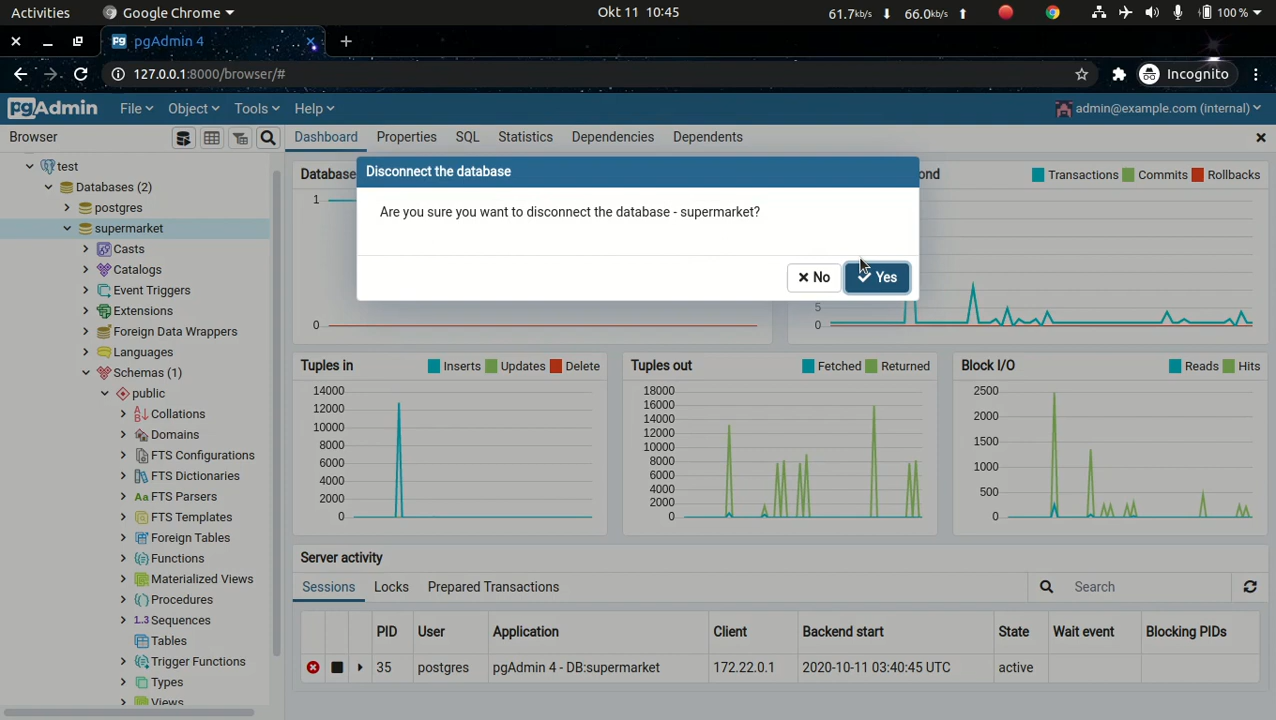 Activities Google Chrome Okt 11 10:45 61.7kb/s 66.0kb/s 100 %
pgAdmin 4
127.0.0.1:8000/browser/# Incognito
pgAdmin File Object Tools Help admin@example.com (internal)
Browser Dashboard Properties SQL Statistics Dependencies Dependents
test
Databases (2)
postgres
supermarket
Casts
Catalogs
Event Triggers
Extensions
Foreign Data Wrappers
Languages
Schemas (1)
public
Collations
Domains
FTS Configurations
FTS Dictionaries
FTS Parsers
FTS Templates
Foreign Tables
Functions
Materialized Views
Procedures
Sequences
Tables
Trigger Functions
Types
Views
Database
1
0
Transactions Commits Rollbacks
5
0
Disconnect the database
Are you sure you want to disconnect the database - supermarket?
No Yes
Tuples in Inserts Updates Delete
14000
12000
10000
8000
6000
4000
2000
0
Tuples out Fetched Returned
18000
16000
14000
12000
10000
8000
6000
4000
2000
0
Block I/O Reads Hits
2500
2000
1500
1000
500
0
Server activity
Sessions Locks Prepared Transactions Search
PID User Application Client Backend start State Wait event Blocking PIDs
35 postgres pgAdmin 4 - DB:supermarket 172.22.0.1 2020-10-11 03:40:45 UTC active